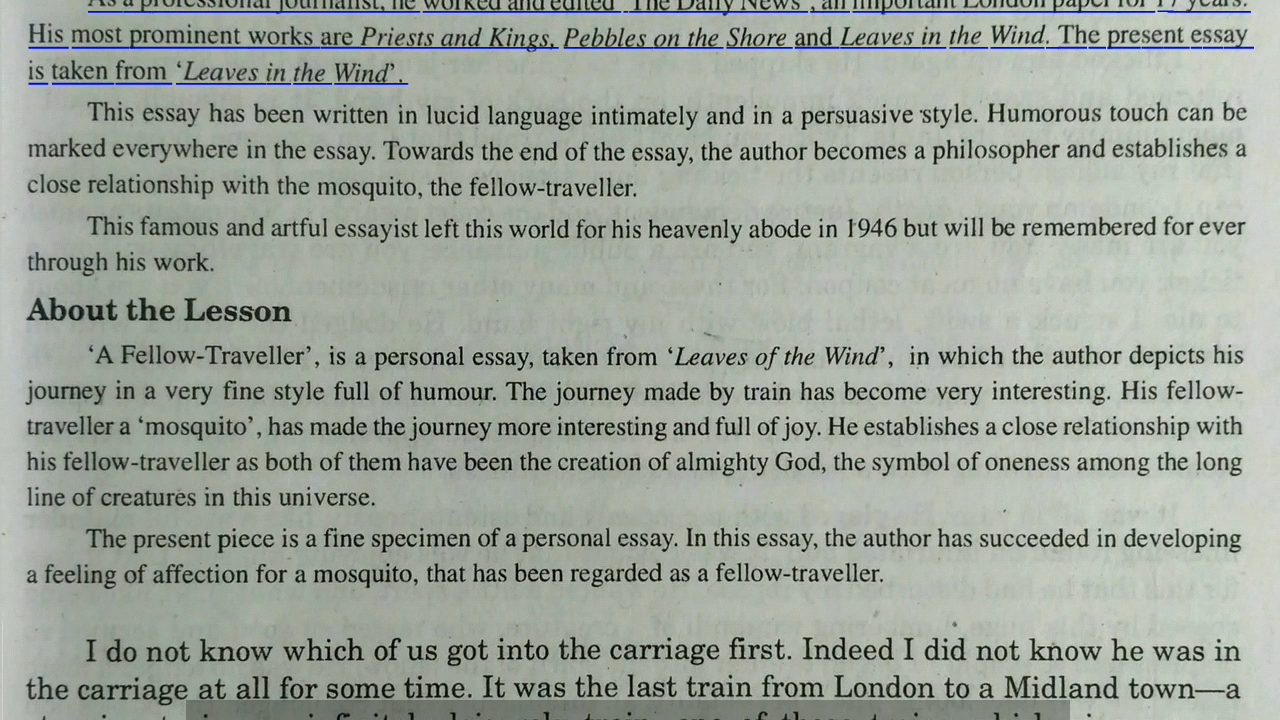 As a professional journalist, he worked and edited 'The Daily News', an important London paper for 17 years.
His most prominent works are Priests and Kings, Pebbles on the Shore and Leaves in the Wind. The present essay
is taken from 'Leaves in the Wind'.
This essay has been written in lucid language intimately and in a persuasive style. Humorous touch can be
marked everywhere in the essay. Towards the end of the essay, the author becomes a philosopher and establishes a
close relationship with the mosquito, the fellow-traveller.
This famous and artful essayist left this world for his heavenly abode in 1946 but will be remembered for ever
through his work.
About the Lesson
'A Fellow-Traveller', is a personal essay, taken from 'Leaves of the Wind', in which the author depicts his
journey in a very fine style full of humour. The journey made by train has become very interesting. His fellow-
traveller a 'mosquito', has made the journey more interesting and full of joy. He establishes a close relationship with
his fellow-traveller as both of them have been the creation of almighty God, the symbol of oneness among the long
line of creatures in this universe.
The present piece is a fine specimen of a personal essay. In this essay, the author has succeeded in developing
a feeling of affection for a mosquito, that has been regarded as a fellow-traveller.
I do not know which of us got into the carriage first. Indeed I did not know he was in
the carriage at all for some time. It was the last train from London to a Midland town—a